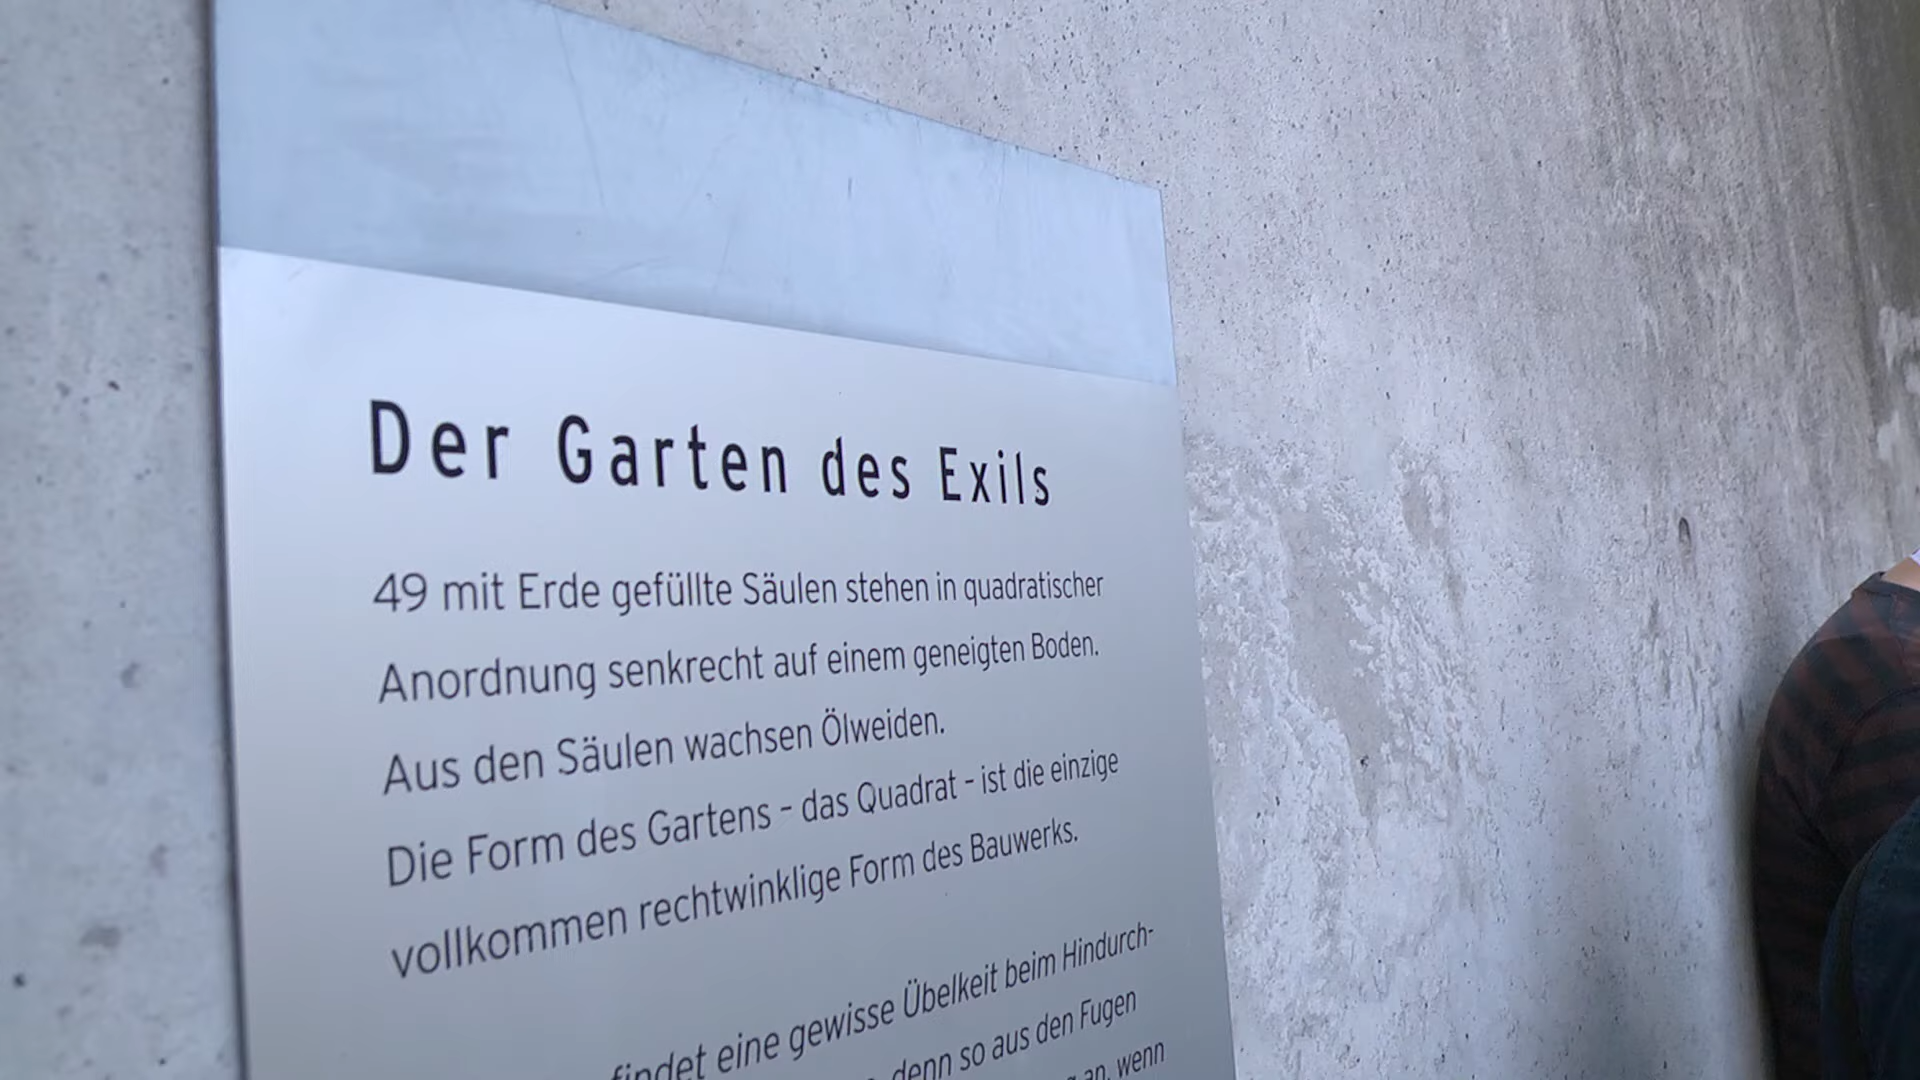 Der Garten des Exils
49 mit Erde gefüllte Säulen stehen in quadratischer
Anordnung senkrecht auf einem geneigten Boden.
Aus den Säulen wachsen Ölweiden.
Die Form des Gartens – das Quadrat – ist die einzige
vollkommen rechtwinklige Form des Bauwerks.
findet eine gewisse Übelkeit beim Hindurch-
denn so aus den Fugen
an, wenn